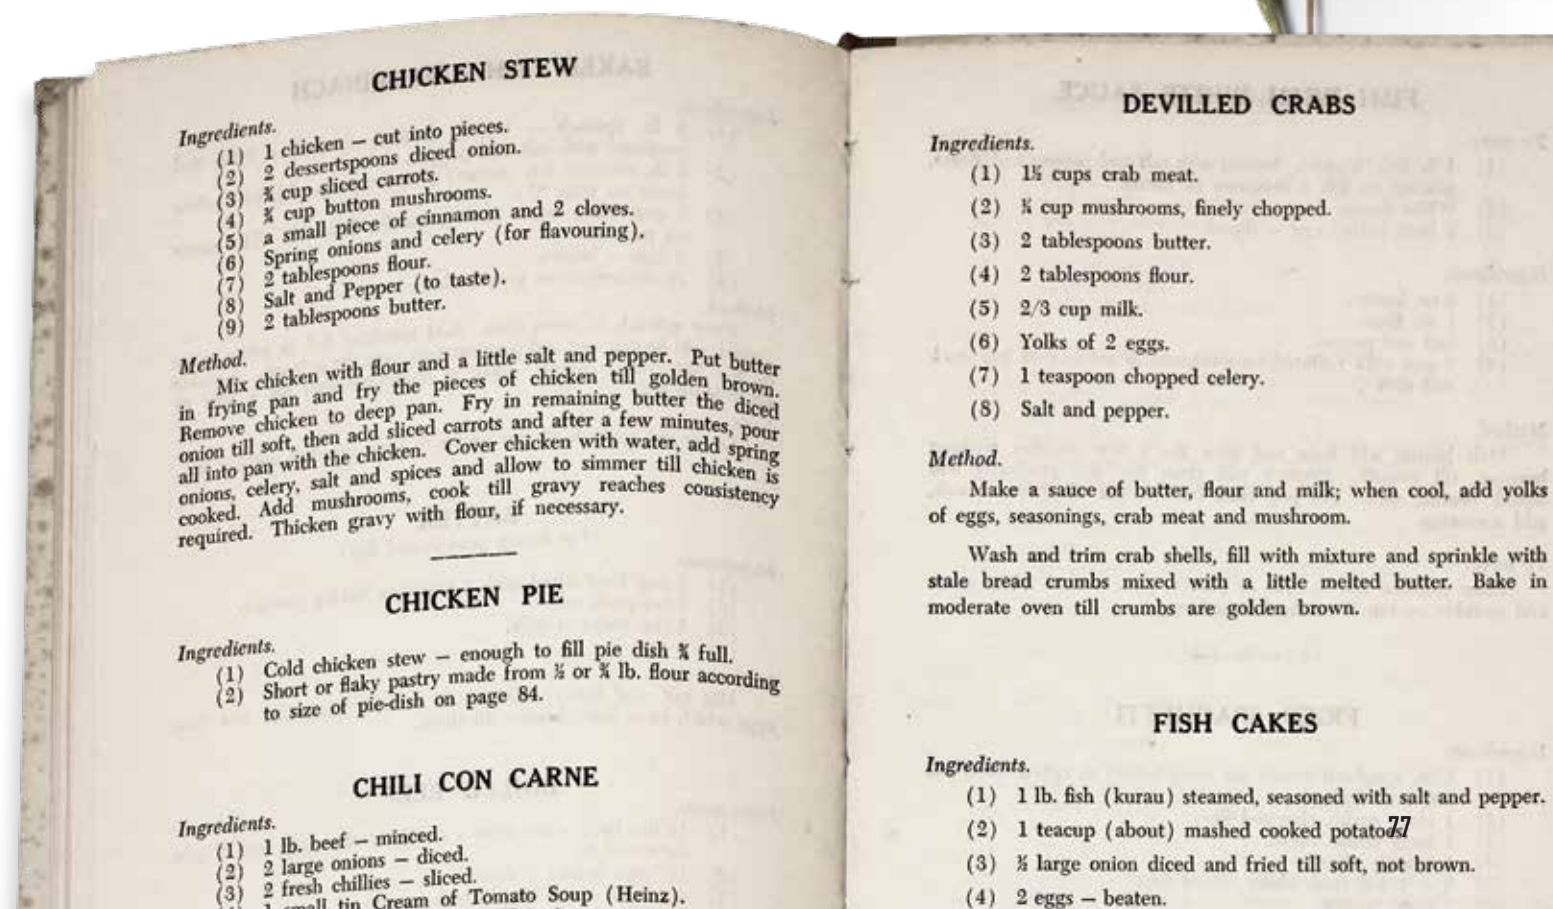 CHICKEN STEW
Ingredients.
(1) 1 chicken — cut into pieces.
(2) 2 dessertspoons diced onion.
(3) ¾ cup sliced carrots.
(4) ¾ cup button mushrooms.
(5) a small piece of cinnamon and 2 cloves.
(6) Spring onions and celery (for flavouring).
(7) 2 tablespoons flour.
(8) Salt and Pepper (to taste).
(9) 2 tablespoons butter.
Method.
Mix chicken with flour and a little salt and pepper. Put butter
in frying pan and fry the pieces of chicken till golden brown.
Remove chicken to deep pan. Fry in remaining butter the diced
onion till soft, then add sliced carrots and after a few minutes, pour
all into pan with the chicken. Cover chicken with water, add spring
onions, celery, salt and spices and allow to simmer till chicken is
cooked. Add mushrooms, cook till gravy reaches consistency
required. Thicken gravy with flour, if necessary.
CHICKEN PIE
Ingredients.
(1) Cold chicken stew — enough to fill pie dish ¾ full.
(2) Short or flaky pastry made from ½ or ¾ lb. flour according
to size of pie-dish on page 84.
CHILI CON CARNE
Ingredients.
(1) 1 lb. beef — minced.
(2) 2 large onions — diced.
(3) 2 fresh chillies — sliced.
small tin Cream of Tomato Soup (Heinz).
DEVILLED CRABS
Ingredients.
(1) 1½ cups crab meat.
(2) cup mushrooms, finely chopped.
(3) 2 tablespoons butter.
(4) 2 tablespoons flour.
(5) 2/3 cup milk.
(6) Yolks of 2 eggs.
(7) 1 teaspoon chopped celery.
(8) Salt and pepper.
Method.
Make a sauce of butter, flour and milk; when cool, add yolks
of eggs, seasonings, crab meat and mushroom.
Wash and trim crab shells, fill with mixture and sprinkle with
stale bread crumbs mixed with a little melted butter. Bake in
moderate oven till crumbs are golden brown.
FISH CAKES
Ingredients.
(1) 1 lb. fish (kurau) steamed, seasoned with salt and pepper.
(2) 1 teacup (about) mashed cooked
77
(3) ½ large onion diced and fried till soft, not brown.
(4) 2 eggs — beaten.